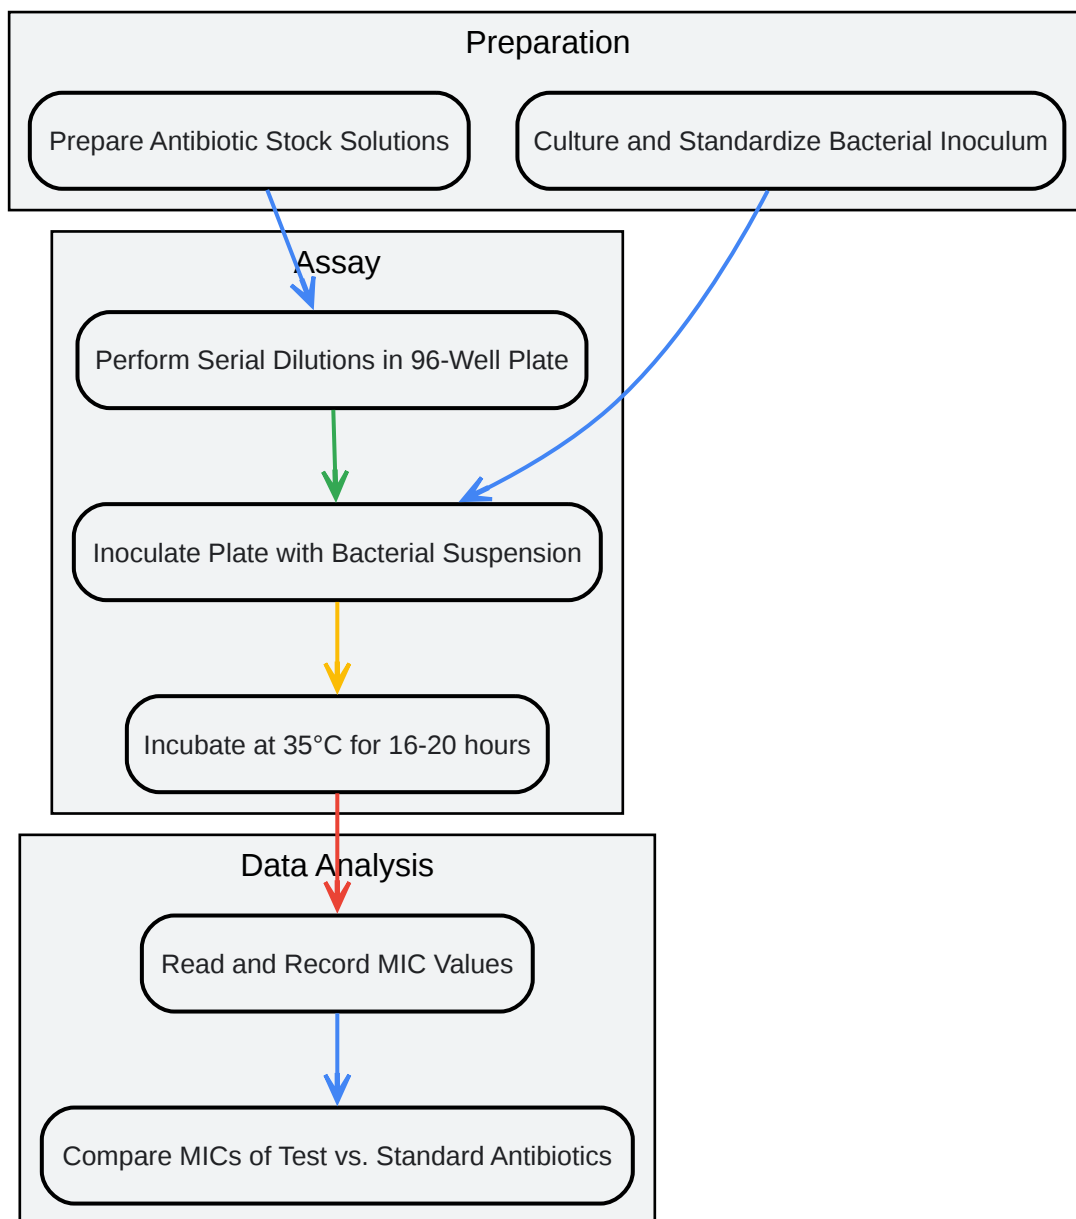 Preparation
Prepare Antibiotic Stock Solutions
Culture and Standardize Bacterial Inoculum
Assay
Perform Serial Dilutions in 96-Well Plate
Inoculate Plate with Bacterial Suspension
Incubate at 35°C for 16-20 hours
Data Analysis
Read and Record MIC Values
Compare MICs of Test vs. Standard Antibiotics